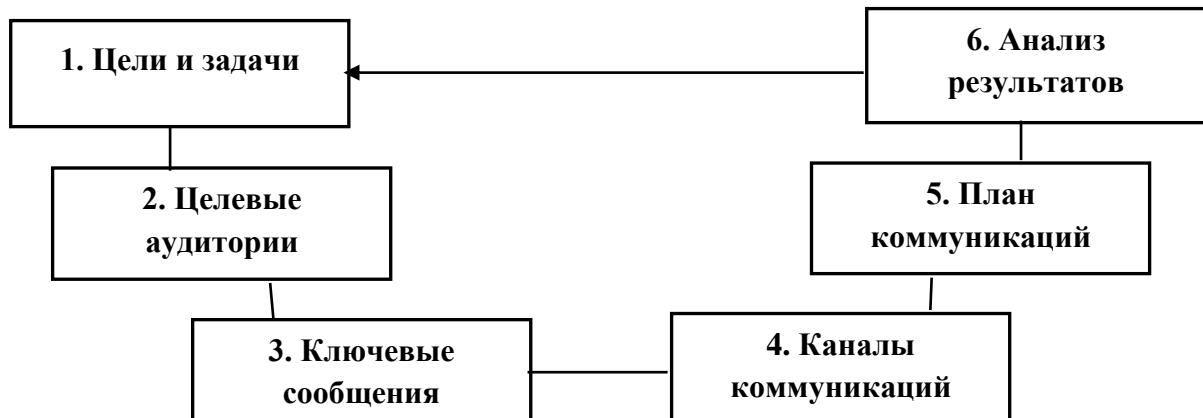 1. Цели и задачи
2. Целевые
аудитории
3. Ключевые
сообщения
4. Каналы
коммуникаций
5. План
коммуникаций
6. Анализ
результатов